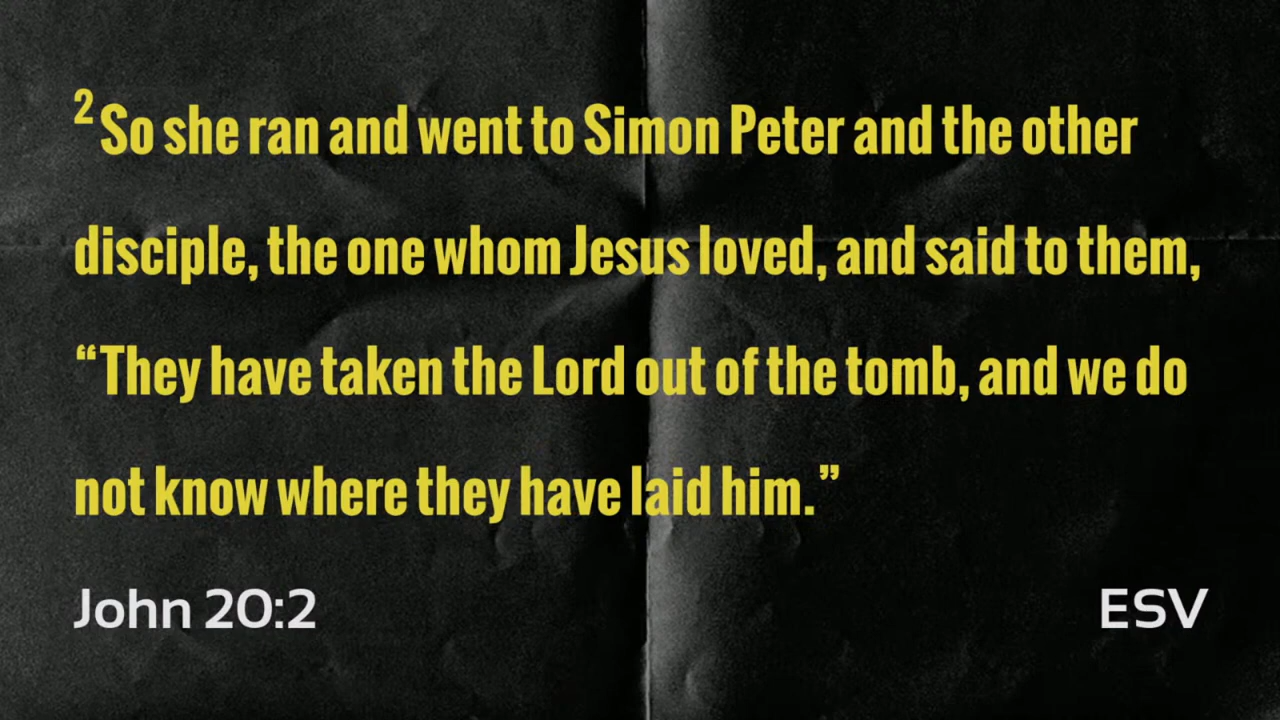 2 So she ran and went to Simon Peter and the other
disciple, the one whom Jesus loved, and said to them,
“They have taken the Lord out of the tomb, and we do
not know where they have laid him.”
John 20:2
ESV